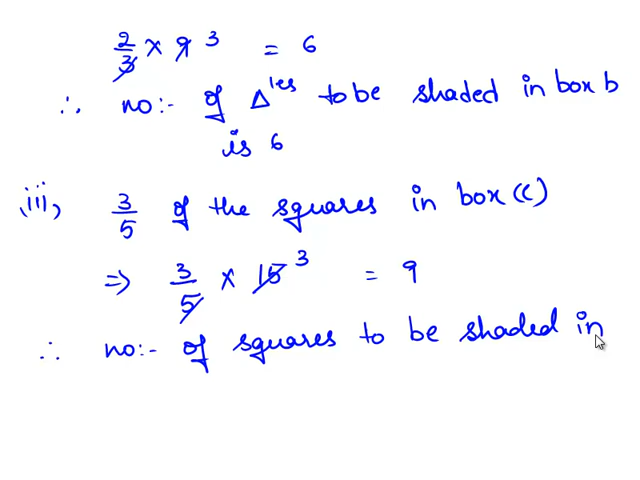 2/3 × 9 3 = 6
∴ no:- of Δles to be shaded in box b
is 6
iii, 3/5 of the squares in box (c)
⇒ 3/5 × 15 3 = 9
∴ no:- of squares to be shaded in